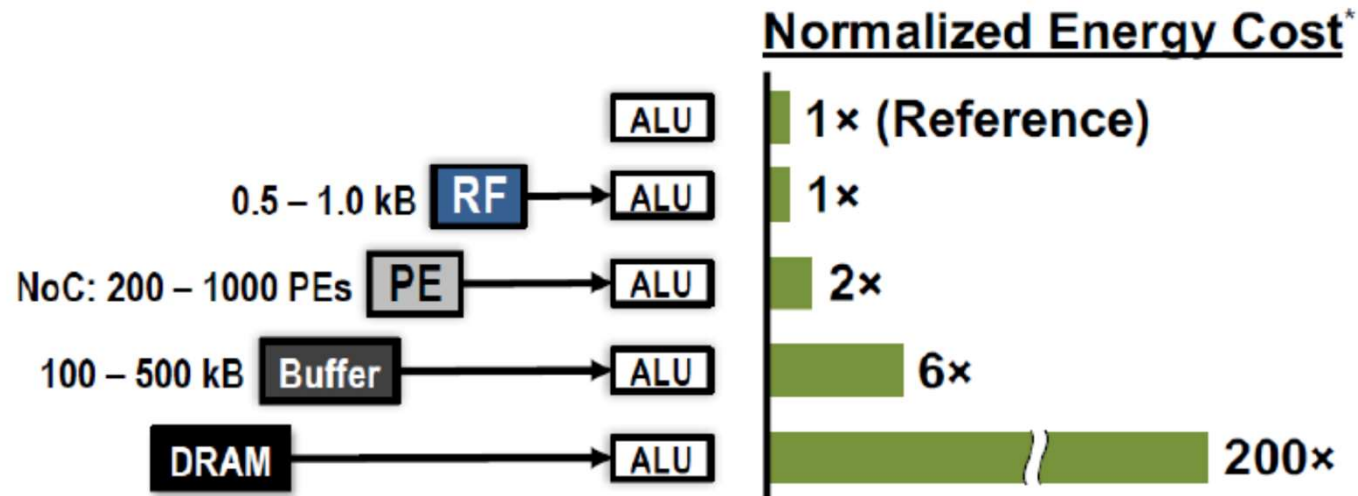 Normalized Energy Cost*
ALU 1× (Reference)
0.5 – 1.0 kB RF ALU 1×
NoC: 200 – 1000 PEs PE ALU 2×
100 – 500 kB Buffer ALU 6×
DRAM ALU 200×